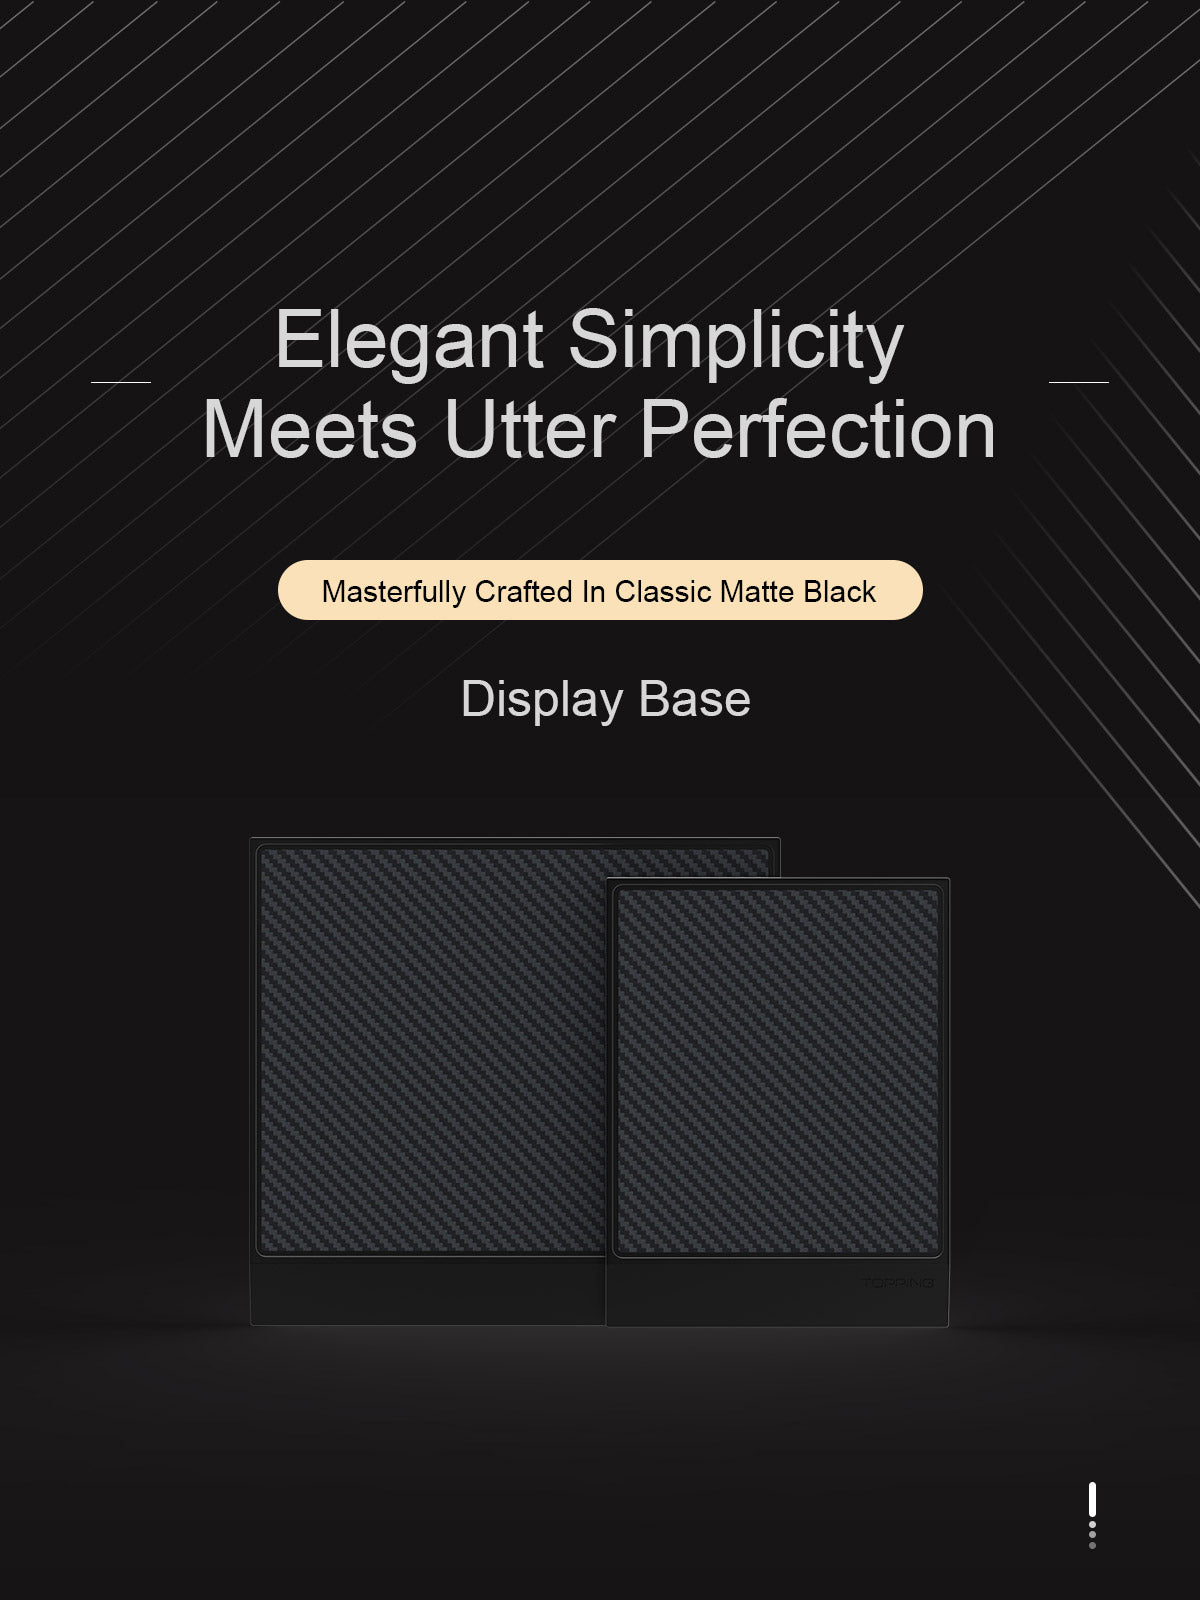 Elegant Simplicity
Meets Utter Perfection
Masterfully Crafted In Classic Matte Black
Display Base
TOPPING